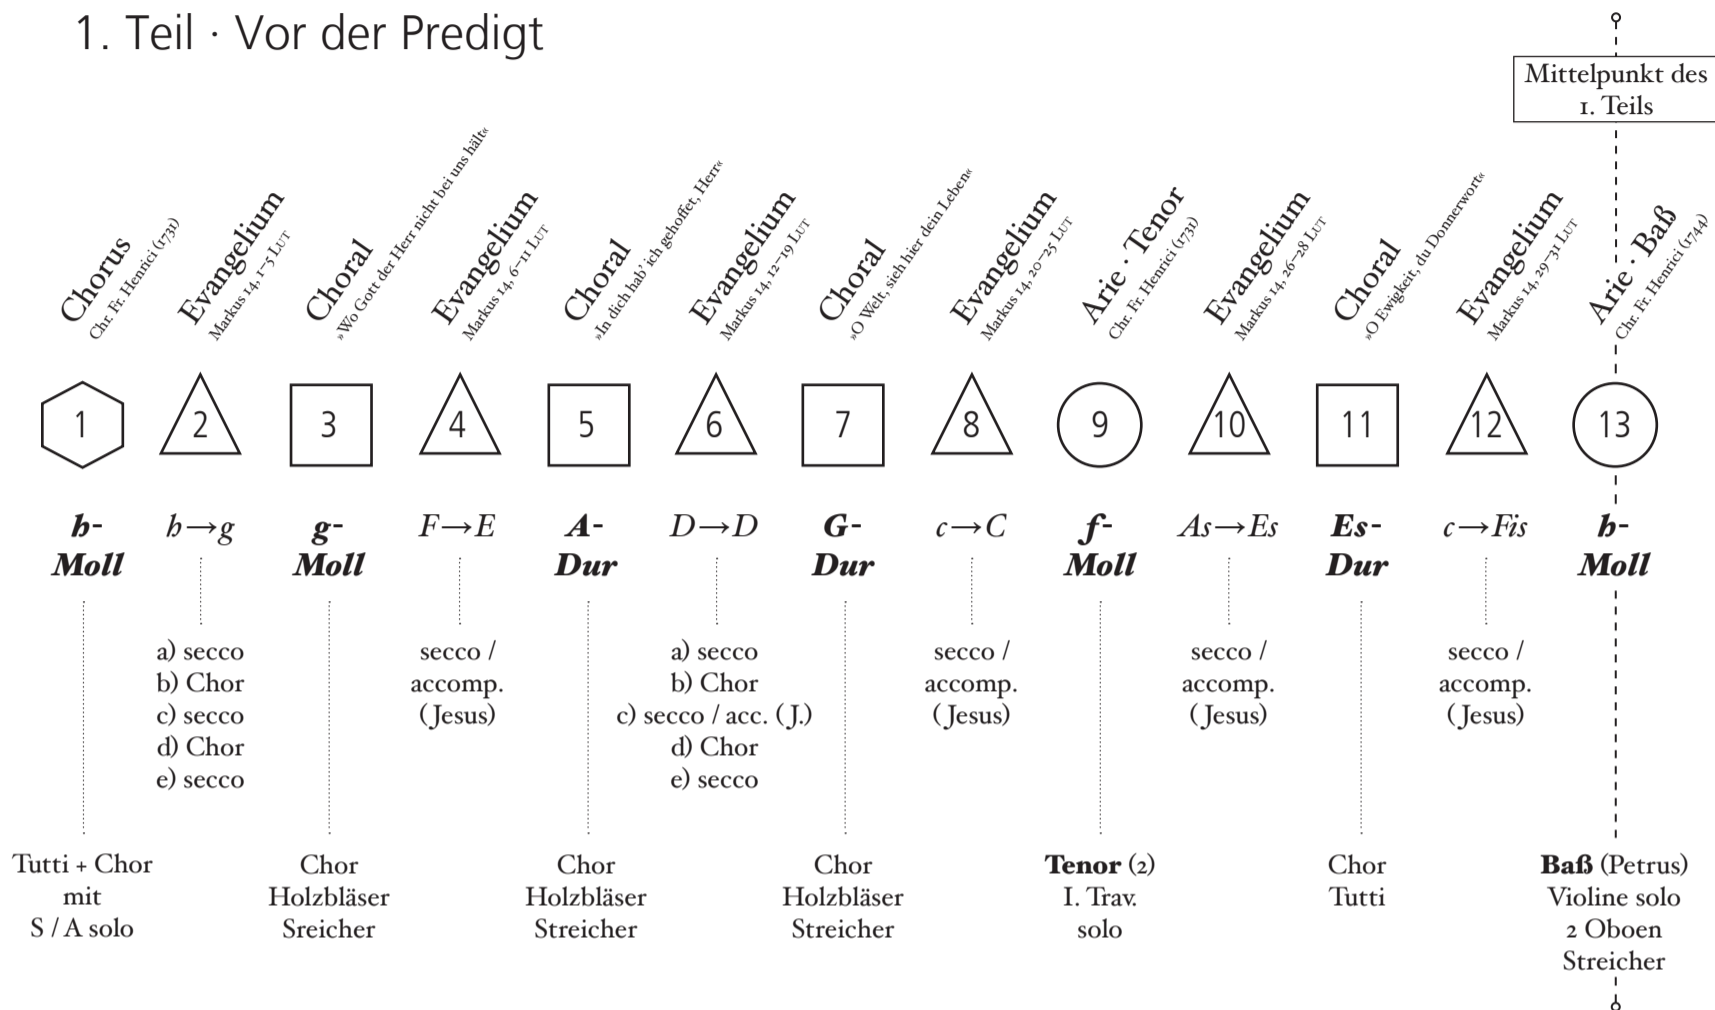 1. Teil · Vor der Predigt
Mittelpunkt des
1. Teils
Chorus
Chr. Fr. Henrici (1731)
Evangelium
Markus 14, 1–5 LUT
Choral
»Wo Gott der Herr nicht bei uns hält«
Evangelium
Markus 14, 6–11 LUT
Choral
»In dich hab’ ich gehoffet, Herr«
Evangelium
Markus 14, 12–19 LUT
Choral
»O Welt, sieh hier dein Leben«
Evangelium
Markus 14, 20–25 LUT
Arie · Tenor
Chr. Fr. Henrici (1731)
Evangelium
Markus 14, 26–28 LUT
Choral
»O Ewigkeit, du Donnerwort«
Evangelium
Markus 14, 29–31 LUT
Arie · Baß
Chr. Fr. Henrici (1744)
1 2 3 4 5 6 7 8 9 10 11 12 13
h- h→g g- F→E A- D→D G- c→C f- As→Es Es- c→Fis h-
Moll Moll Dur Dur Moll Dur Moll
a) secco
b) Chor
c) secco
d) Chor
e) secco
secco /
accomp.
(Jesus)
a) secco
b) Chor
c) secco / acc. (J.)
d) Chor
e) secco
secco /
accomp.
(Jesus)
secco /
accomp.
(Jesus)
secco /
accomp.
(Jesus)
Tutti + Chor
mit
S / A solo
Chor
Holzbläser
Sreicher
Chor
Holzbläser
Streicher
Chor
Holzbläser
Streicher
Tenor (2)
I. Trav.
solo
Chor
Tutti
Baß (Petrus)
Violine solo
2 Oboen
Streicher